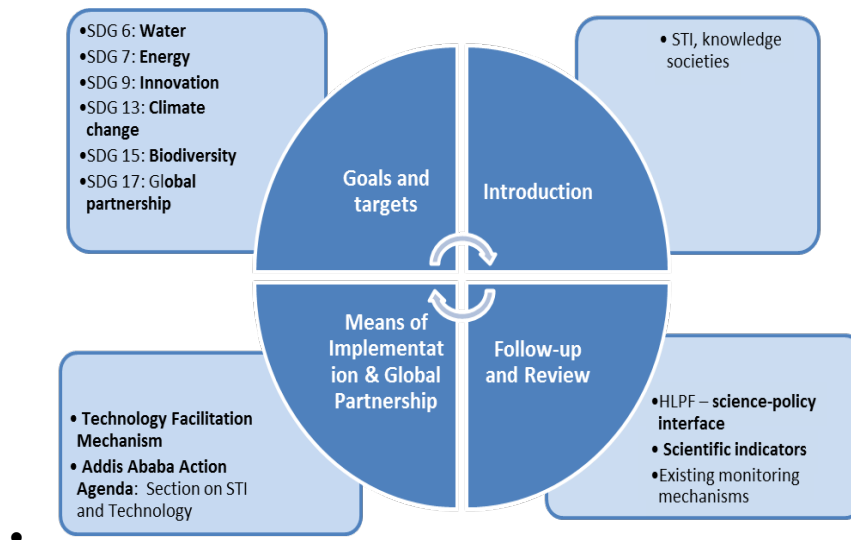 •SDG 6: Water
•SDG 7: Energy
•SDG 9: Innovation
•SDG 13: Climate
change
•SDG 15: Biodiversity
•SDG 17: Global
partnership
• STI, knowledge
societies
Goals and
targets
Introduction
Means of
Implementat
ion & Global
Partnership
Follow-up
and Review
• Technology Facilitation
Mechanism
• Addis Ababa Action
Agenda: Section on STI
and Technology
•HLPF – science-policy
interface
• Scientific indicators
•Existing monitoring
mechanisms
•